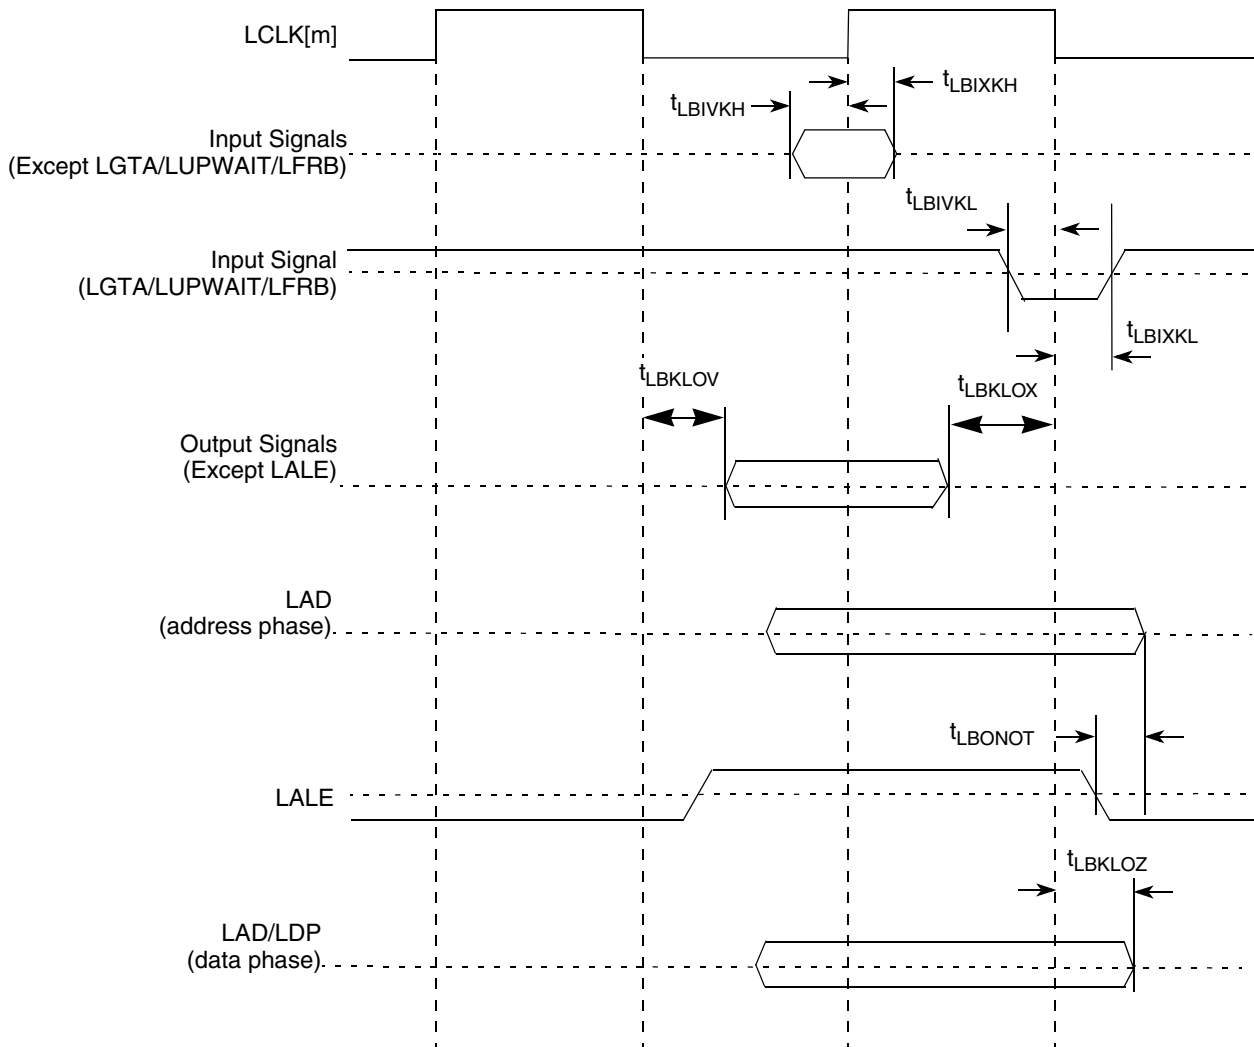 LCLK[m]
tLBIXKH
tLBIVKH
Input Signals
(Except LGTA/LUPWAIT/LFRB)
tLBIVKL
Input Signal
(LGTA/LUPWAIT/LFRB)
tLBIXKL
tLBKLOV
tLBKLOX
Output Signals
(Except LALE)
LAD
(address phase)
tLBONOT
LALE
tLBKLOZ
LAD/LDP
(data phase)